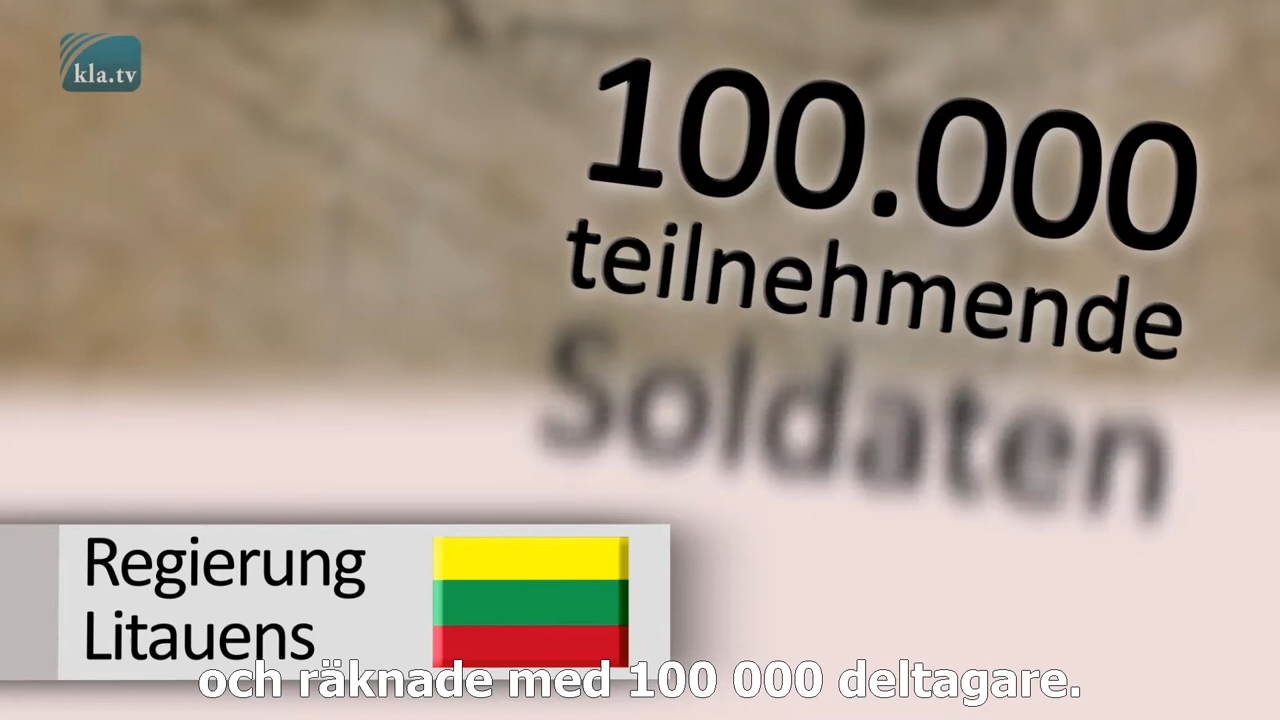 kla.tv
100.000
teilnehmende
Soldaten
Regierung
Litauens
och räknade med 100 000 deltagare.